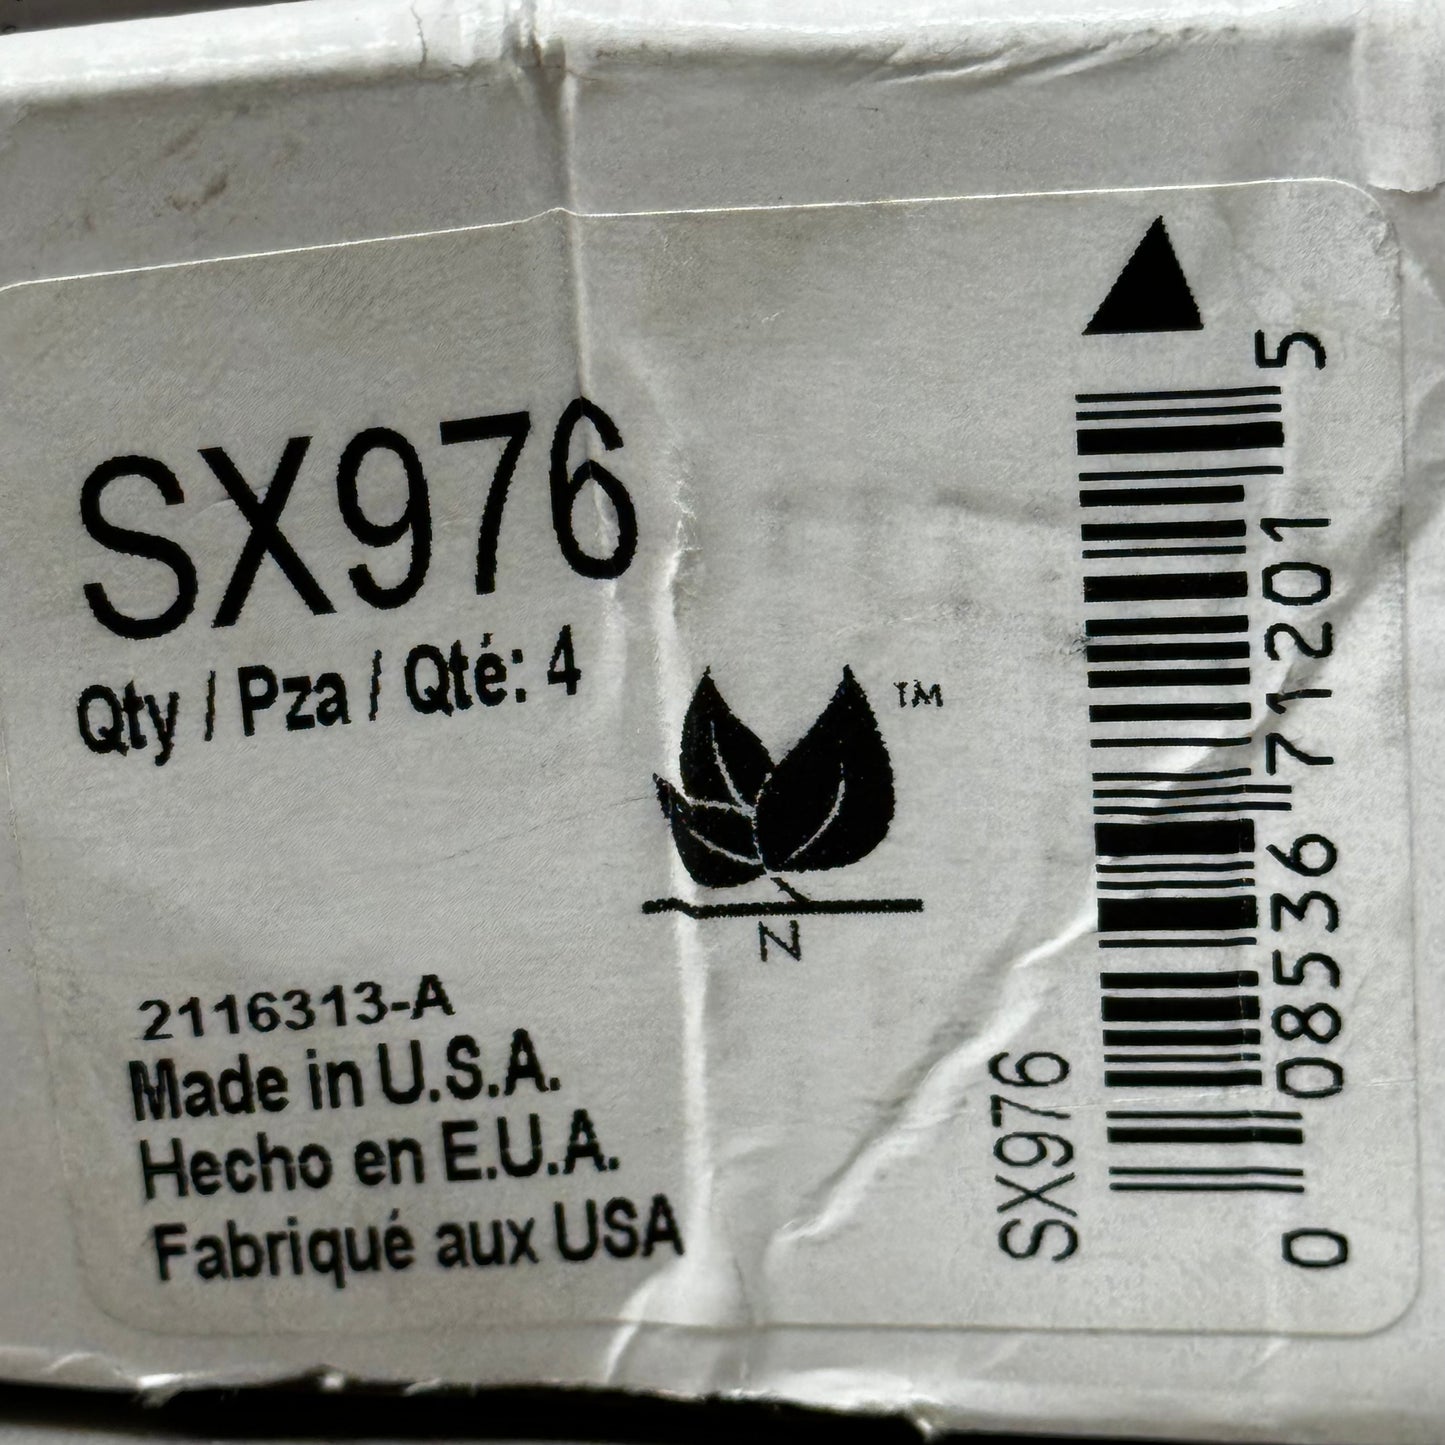 SX976
Qty / Pza / Qté: 4
TM
N
2116313-A
Made in U.S.A.
Hecho en E.U.A.
Fabriqué aux USA
SX976
0 08536 71201 5